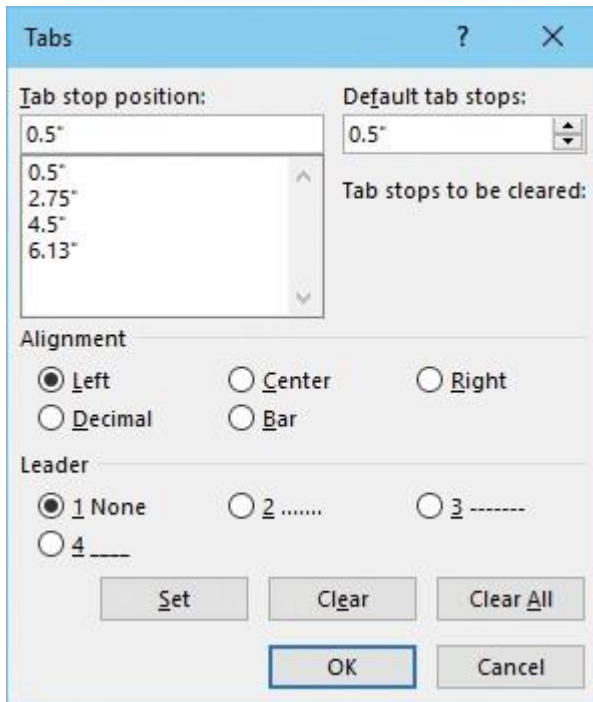 Tabs ?
Tab stop position: Default tab stops:
0.5" 0.5"
0.5"
2.75"
4.5"
6.13"
Tab stops to be cleared:
Alignment
Left Center Right
Decimal Bar
Leader
1 None 2 ....... 3 -------
4 ____
Set Clear Clear All
OK Cancel